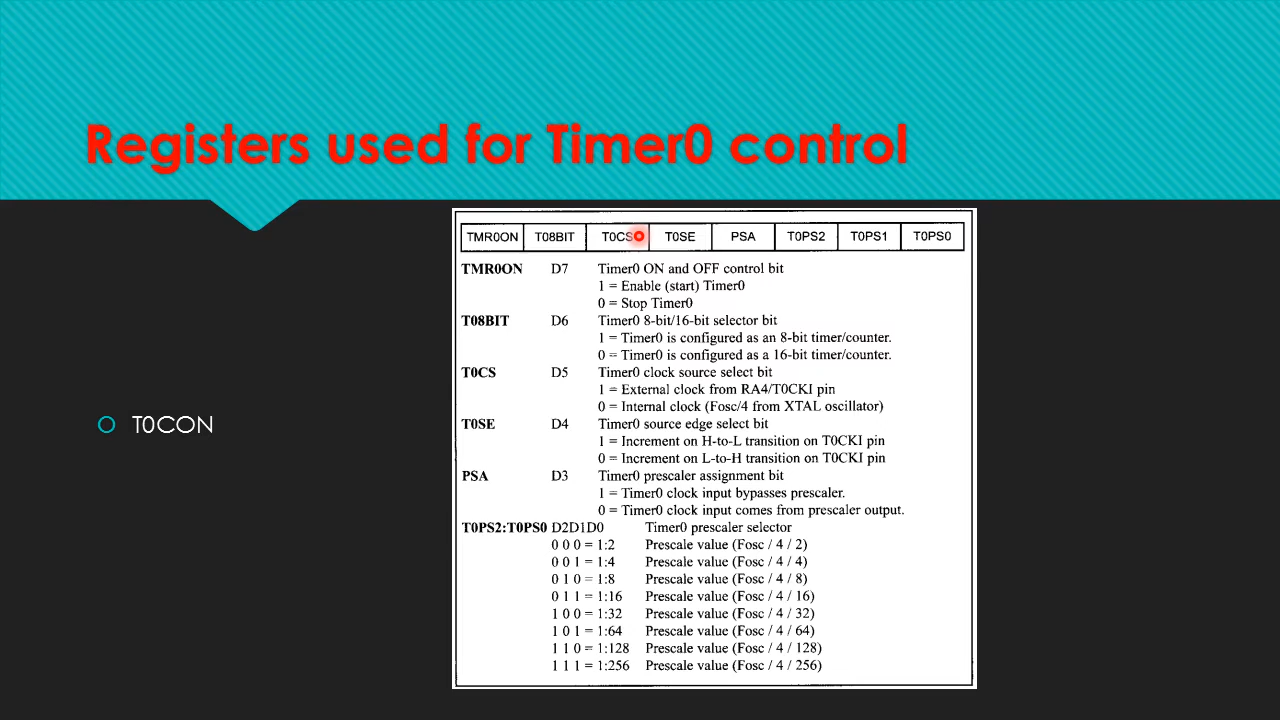 Registers used for Timer0 control
T0CON
TMR0ON T08BIT T0CS T0SE PSA T0PS2 T0PS1 T0PS0
TMR0ON D7 Timer0 ON and OFF control bit
1 = Enable (start) Timer0
0 = Stop Timer0
T08BIT D6 Timer0 8-bit/16-bit selector bit
1 = Timer0 is configured as an 8-bit timer/counter.
0 = Timer0 is configured as a 16-bit timer/counter.
T0CS D5 Timer0 clock source select bit
1 = External clock from RA4/T0CKI pin
0 = Internal clock (Fosc/4 from XTAL oscillator)
T0SE D4 Timer0 source edge select bit
1 = Increment on H-to-L transition on T0CKI pin
0 = Increment on L-to-H transition on T0CKI pin
PSA D3 Timer0 prescaler assignment bit
1 = Timer0 clock input bypasses prescaler.
0 = Timer0 clock input comes from prescaler output.
T0PS2:T0PS0 D2D1D0 Timer0 prescaler selector
0 0 0 = 1:2 Prescale value (Fosc / 4 / 2)
0 0 1 = 1:4 Prescale value (Fosc / 4 / 4)
0 1 0 = 1:8 Prescale value (Fosc / 4 / 8)
0 1 1 = 1:16 Prescale value (Fosc / 4 / 16)
1 0 0 = 1:32 Prescale value (Fosc / 4 / 32)
1 0 1 = 1:64 Prescale value (Fosc / 4 / 64)
1 1 0 = 1:128 Prescale value (Fosc / 4 / 128)
1 1 1 = 1:256 Prescale value (Fosc / 4 / 256)